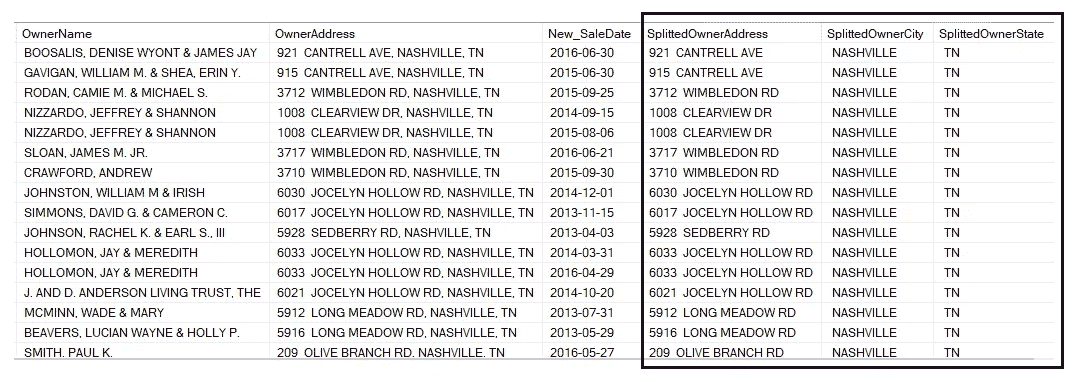 OwnerName OwnerAddress New_SaleDate SplittedOwnerAddress SplittedOwnerCity SplittedOwnerState
BOOSALIS, DENISE WYONT & JAMES JAY 921 CANTRELL AVE, NASHVILLE, TN 2016-06-30 921 CANTRELL AVE NASHVILLE TN
GAVIGAN, WILLIAM M. & SHEA, ERIN Y. 915 CANTRELL AVE, NASHVILLE, TN 2015-06-30 915 CANTRELL AVE NASHVILLE TN
RODAN, CAMIE M. & MICHAEL S. 3712 WIMBLEDON RD, NASHVILLE, TN 2015-09-25 3712 WIMBLEDON RD NASHVILLE TN
NIZZARDO, JEFFREY & SHANNON 1008 CLEARVIEW DR, NASHVILLE, TN 2014-09-15 1008 CLEARVIEW DR NASHVILLE TN
NIZZARDO, JEFFREY & SHANNON 1008 CLEARVIEW DR, NASHVILLE, TN 2015-08-06 1008 CLEARVIEW DR NASHVILLE TN
SLOAN, JAMES M. JR. 3717 WIMBLEDON RD, NASHVILLE, TN 2016-06-21 3717 WIMBLEDON RD NASHVILLE TN
CRAWFORD, ANDREW 3710 WIMBLEDON RD, NASHVILLE, TN 2015-09-30 3710 WIMBLEDON RD NASHVILLE TN
JOHNSTON, WILLIAM M & IRISH 6030 JOCELYN HOLLOW RD, NASHVILLE, TN 2014-12-01 6030 JOCELYN HOLLOW RD NASHVILLE TN
SIMMONS, DAVID G. & CAMERON C. 6017 JOCELYN HOLLOW RD, NASHVILLE, TN 2013-11-15 6017 JOCELYN HOLLOW RD NASHVILLE TN
JOHNSON, RACHEL K. & EARL S., III 5928 SEDBERRY RD, NASHVILLE, TN 2013-04-03 5928 SEDBERRY RD NASHVILLE TN
HOLLOMON, JAY & MEREDITH 6033 JOCELYN HOLLOW RD, NASHVILLE, TN 2014-03-31 6033 JOCELYN HOLLOW RD NASHVILLE TN
HOLLOMON, JAY & MEREDITH 6033 JOCELYN HOLLOW RD, NASHVILLE, TN 2016-04-29 6033 JOCELYN HOLLOW RD NASHVILLE TN
J. AND D. ANDERSON LIVING TRUST, THE 6021 JOCELYN HOLLOW RD, NASHVILLE, TN 2014-10-20 6021 JOCELYN HOLLOW RD NASHVILLE TN
MCMINN, WADE & MARY 5912 LONG MEADOW RD, NASHVILLE, TN 2013-07-31 5912 LONG MEADOW RD NASHVILLE TN
BEAVERS, LUCIAN WAYNE & HOLLY P. 5916 LONG MEADOW RD, NASHVILLE, TN 2013-05-29 5916 LONG MEADOW RD NASHVILLE TN
SMITH, PAUL K. 209 OLIVE BRANCH RD, NASHVILLE, TN 2016-05-27 209 OLIVE BRANCH RD NASHVILLE TN